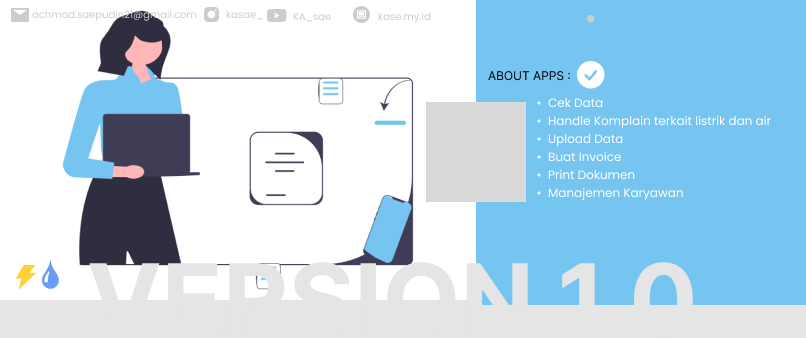 achmad.saepudin21@gmail.com kasae_ KA_sae kase.my.id
ABOUT APPS :
• Cek Data
• Handle Komplain terkait listrik dan air
• Upload Data
• Buat Invoice
• Print Dokumen
• Manajemen Karyawan
VERSION 1.0